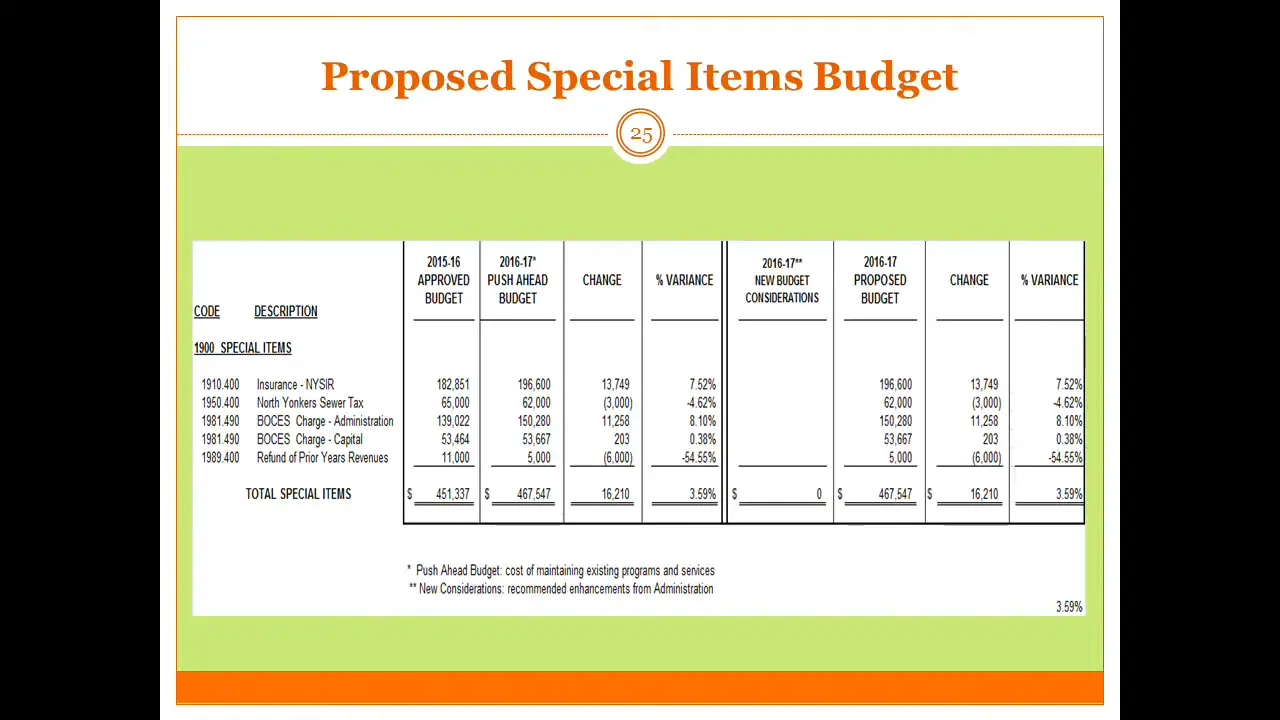 Proposed Special Items Budget
25
CODE DESCRIPTION 2015-16 APPROVED BUDGET 2016-17* PUSH AHEAD BUDGET CHANGE % VARIANCE 2016-17** NEW BUDGET CONSIDERATIONS 2016-17 PROPOSED BUDGET CHANGE % VARIANCE
1900 SPECIAL ITEMS
1910.400 Insurance - NYSIR 182,851 196,600 13,749 7.52% 196,600 13,749 7.52%
1950.400 North Yonkers Sewer Tax 65,000 62,000 (3,000) -4.62% 62,000 (3,000) -4.62%
1981.490 BOCES Charge - Administration 139,022 150,280 11,258 8.10% 150,280 11,258 8.10%
1981.490 BOCES Charge - Capital 53,464 53,667 203 0.38% 53,667 203 0.38%
1989.400 Refund of Prior Years Revenues 11,000 5,000 (6,000) -54.55% 5,000 (6,000) -54.55%
TOTAL SPECIAL ITEMS $ 451,337 $ 467,547 16,210 3.59% $ 0 $ 467,547 $ 16,210 3.59%
* Push Ahead Budget: cost of maintaining existing programs and services
** New Considerations: recommended enhancements from Administration
3.59%